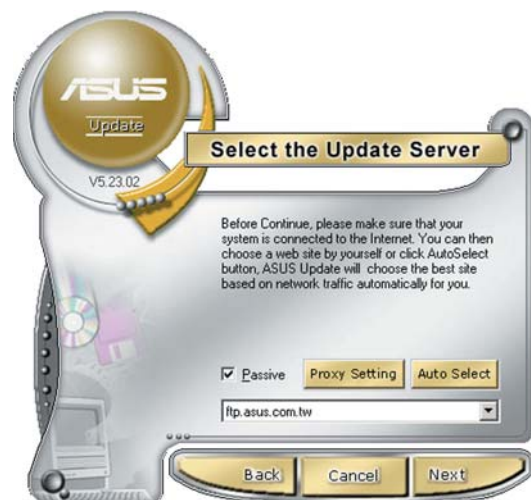 ASUS
Update
V5.23.02
Select the Update Server
Before Continue, please make sure that your
system is connected to the Internet. You can then
choose a web site by yourself or click AutoSelect
button, ASUS Update will choose the best site
based on network traffic automatically for you.
Passive
Proxy Setting
Auto Select
ftp.asus.com.tw
Back
Cancel
Next